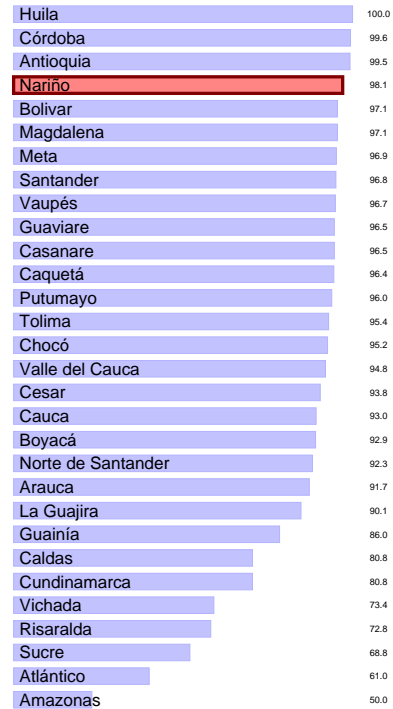 Huila 100.0
Córdoba 99.6
Antioquia 99.5
Nariño 98.1
Bolivar 97.1
Magdalena 97.1
Meta 96.9
Santander 96.8
Vaupés 96.7
Guaviare 96.5
Casanare 96.5
Caquetá 96.4
Putumayo 96.0
Tolima 95.4
Chocó 95.2
Valle del Cauca 94.8
Cesar 93.8
Cauca 93.0
Boyacá 92.9
Norte de Santander 92.3
Arauca 91.7
La Guajira 90.1
Guainía 86.0
Caldas 80.8
Cundinamarca 80.8
Vichada 73.4
Risaralda 72.8
Sucre 68.8
Atlántico 61.0
Amazonas 50.0